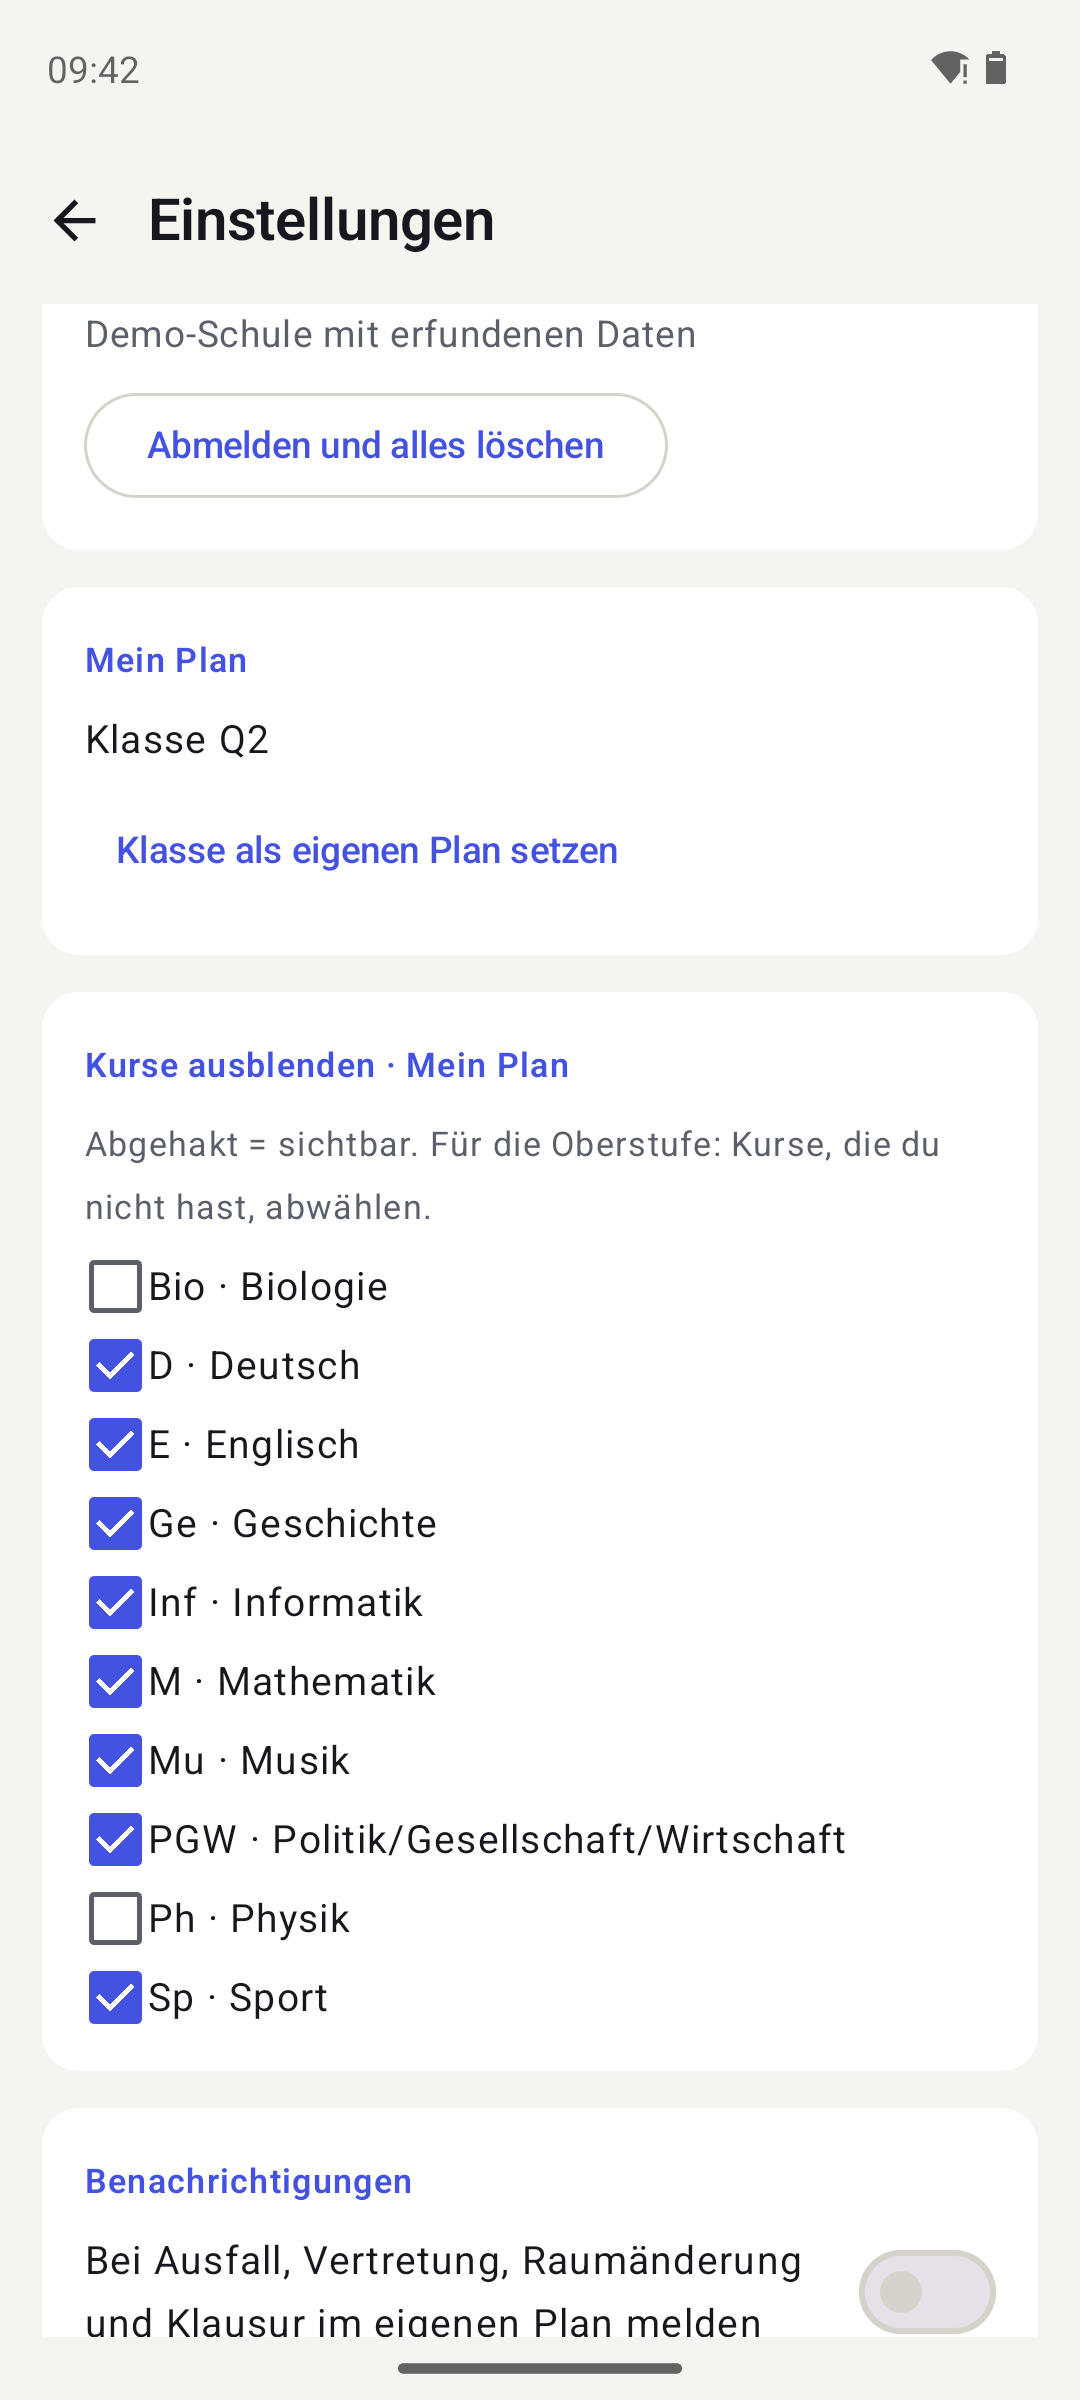 09:42
Einstellungen
Demo-Schule mit erfundenen Daten
Abmelden und alles löschen
Mein Plan
Klasse Q2
Klasse als eigenen Plan setzen
Kurse ausblenden · Mein Plan
Abgehakt = sichtbar. Für die Oberstufe: Kurse, die du
nicht hast, abwählen.
Bio · Biologie
D · Deutsch
E · Englisch
Ge · Geschichte
Inf · Informatik
M · Mathematik
Mu · Musik
PGW · Politik/Gesellschaft/Wirtschaft
Ph · Physik
Sp · Sport
Benachrichtigungen
Bei Ausfall, Vertretung, Raumänderung
und Klausur im eigenen Plan melden